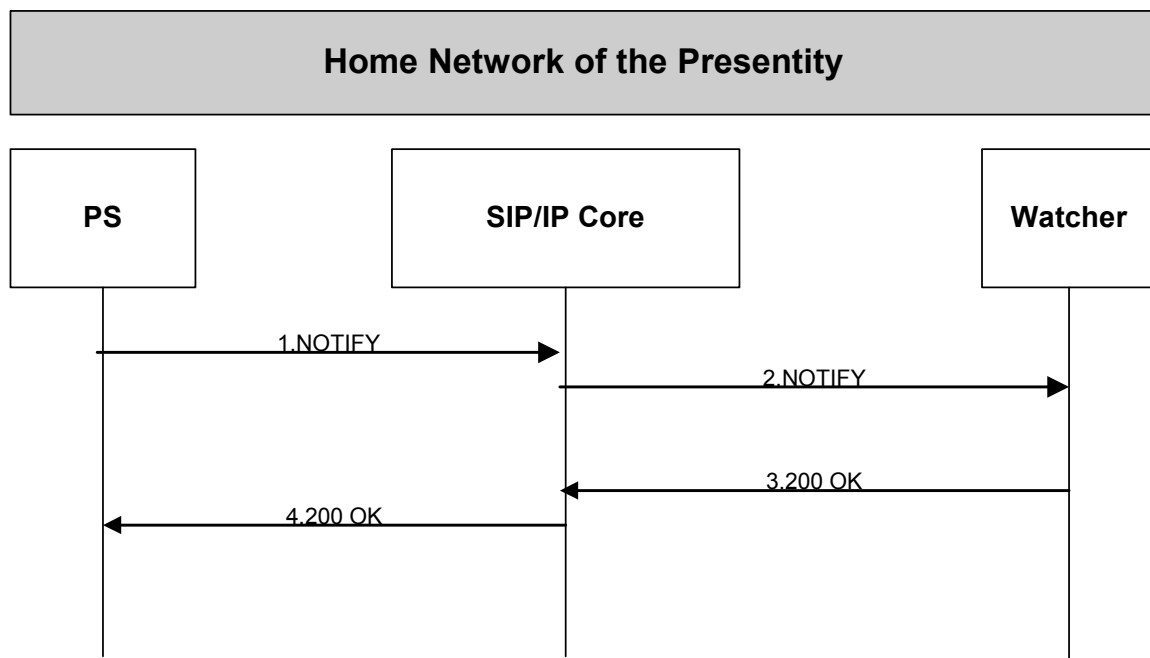 Home Network of the Presentity
PS
SIP/IP Core
Watcher
1.NOTIFY
2.NOTIFY
3.200 OK
4.200 OK